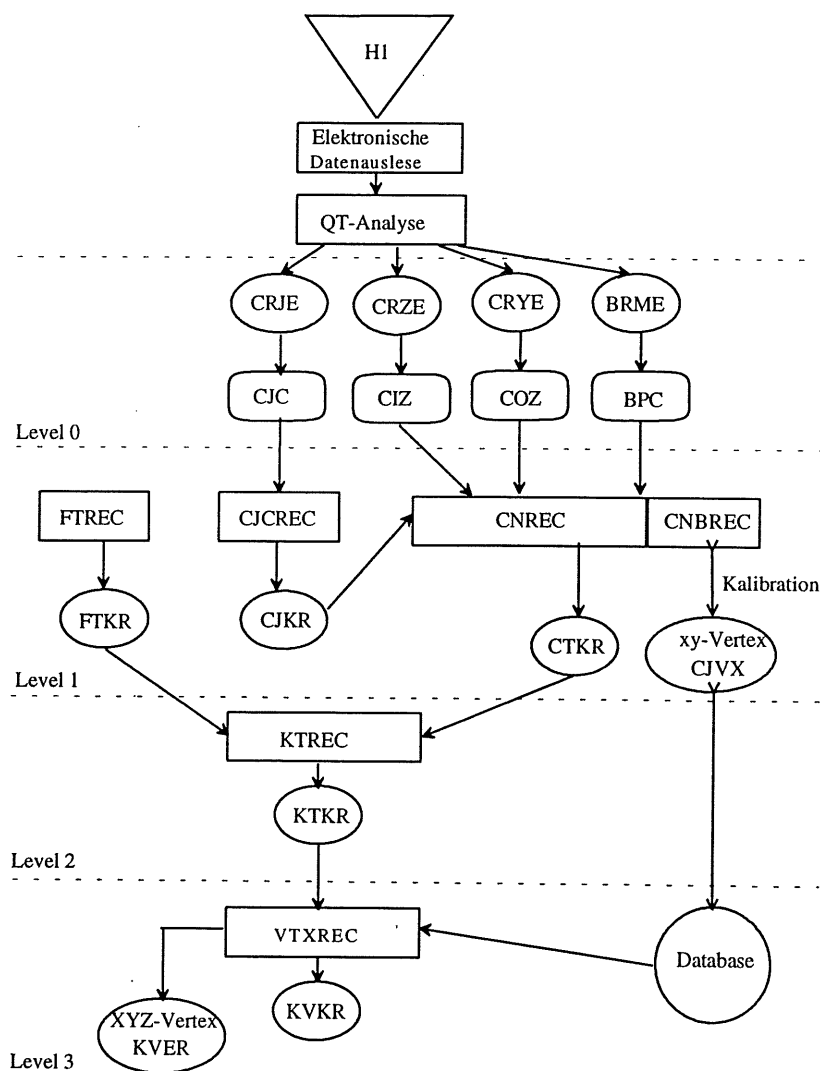 H1
Elektronische
Datenauslese
QT-Analyse
CRJE
CRZE
CRYE
BRME
CJC
CIZ
COZ
BPC
Level 0
FTREC
CJCREC
CNREC
CNBREC
Kalibration
FTKR
CJKR
CTKR
xy-Vertex
CJVX
Level 1
KTREC
KTKR
Level 2
VTXREC
Database
XYZ-Vertex
KVER
KVKR
Level 3